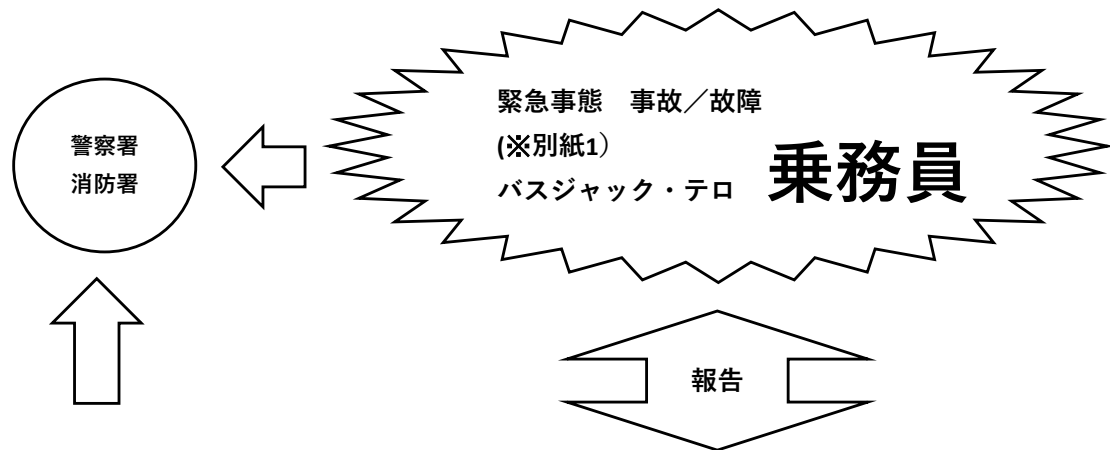 緊急事態　事故／故障
(※別紙1）
バスジャック・テロ
乗務員
警察署
消防署
報告